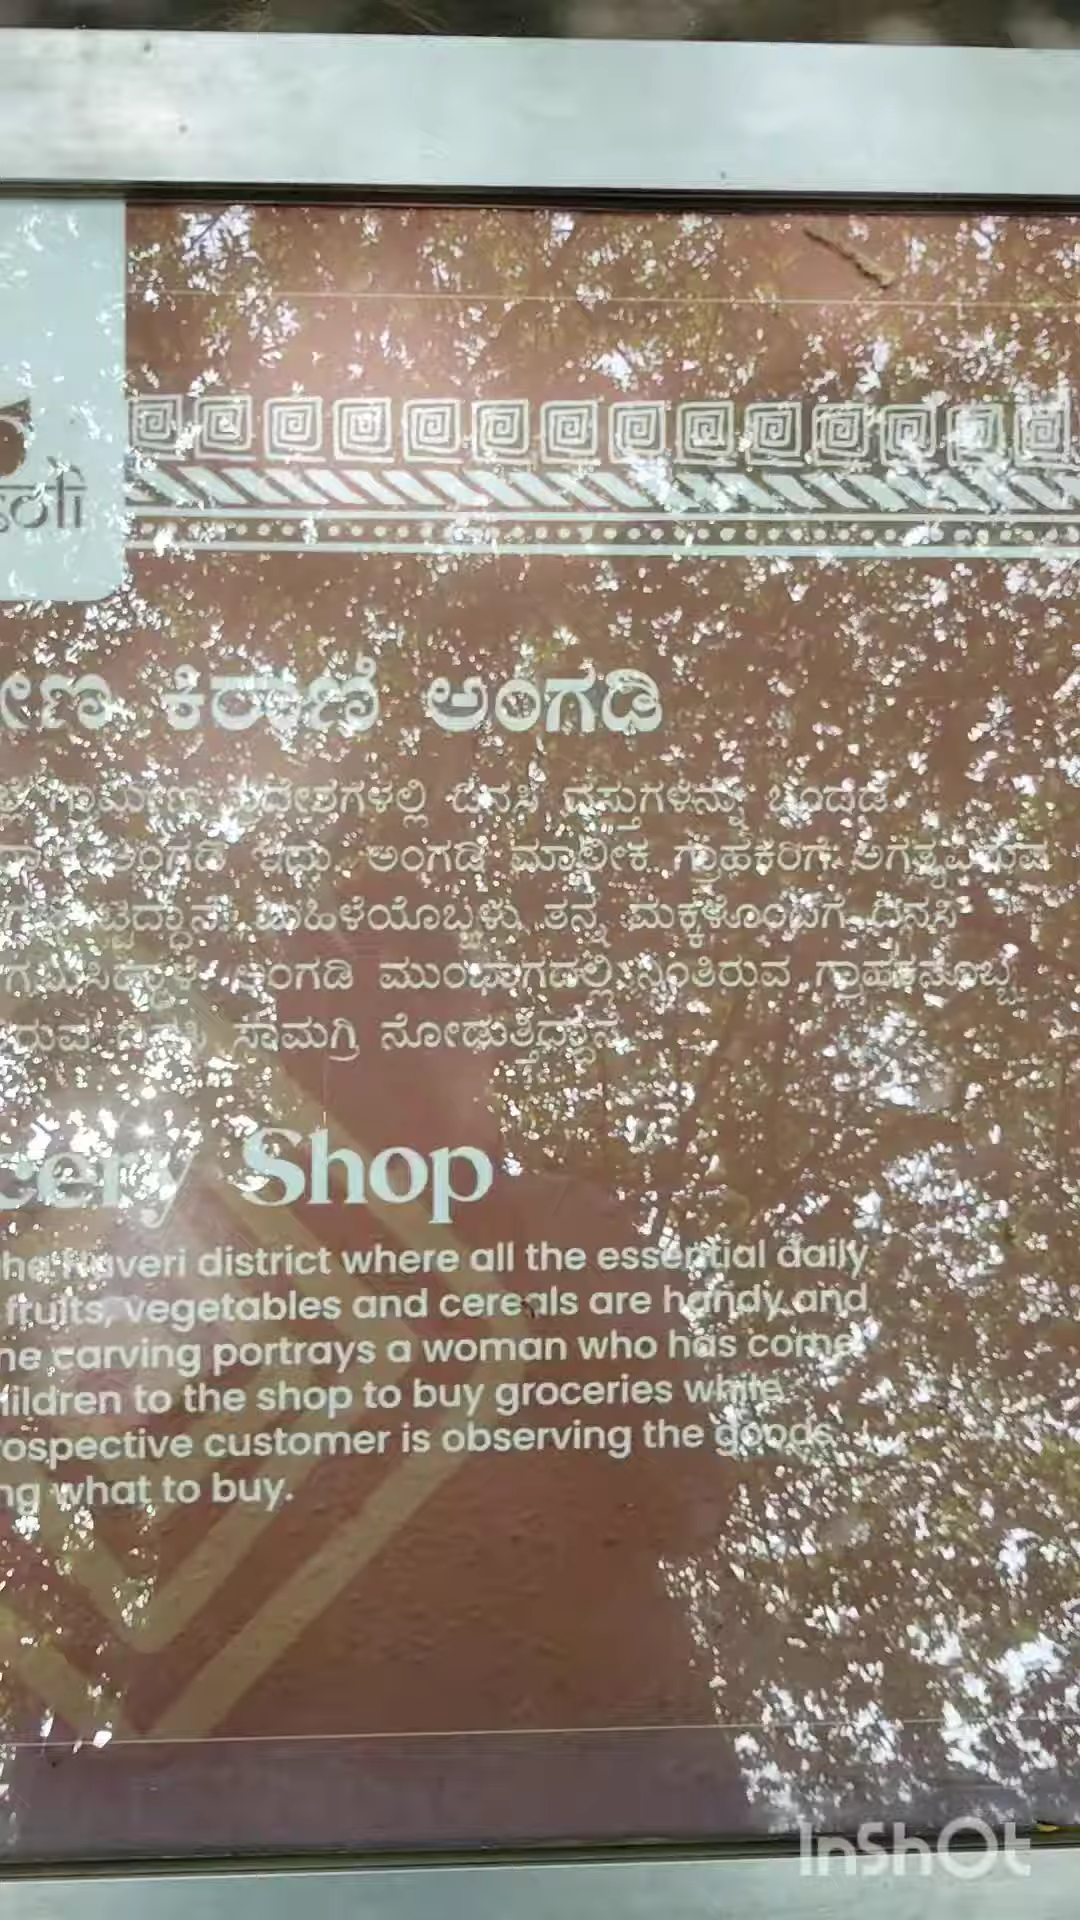 ಕಿರಾಣಿ ಅಂಗಡಿ
ಗ್ರಾಮೀಣ ಪ್ರದೇಶಗಳಲ್ಲಿ ದಿನಸಿ ವಸ್ತುಗಳನ್ನು
ಅಂಗಡಿ ಇದು. ಅಂಗಡಿ ಮಾಲೀಕ ಗ್ರಾಹಕರಿಗೆ ಅಗತ್ಯವಿರುವ
ಮಹಿಳೆಯೊಬ್ಬಳು ತನ್ನ ಮಕ್ಕಳೊಂದಿಗೆ ದಿನಸಿ
ಅಂಗಡಿ ಮುಂಭಾಗದಲ್ಲಿ ನಿಂತಿರುವ ಗ್ರಾಹಕನೊಬ್ಬ
ದಿನಸಿ ಸಾಮಗ್ರಿ ನೋಡುತ್ತಿದ್ದಾನೆ.
cery Shop
he Haveri district where all the essential daily
fruits, vegetables and cereals are handy and
he carving portrays a woman who has come
hildren to the shop to buy groceries while
rospective customer is observing the goods
ng what to buy.
InShOt